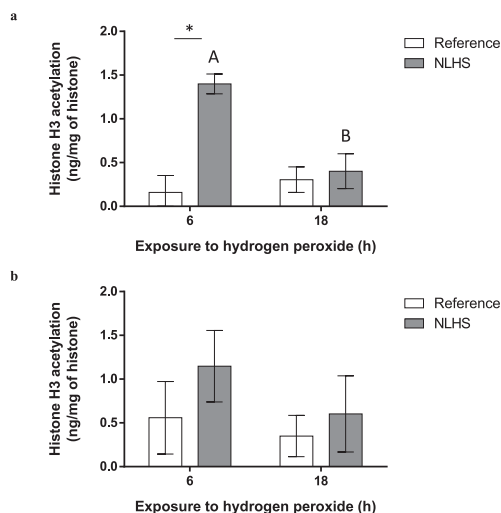 a
Reference
NLHS
Histone H3 acetylation
(ng/mg of histone)
2.0
1.5
1.0
0.5
0.0
*
A
B
6
18
Exposure to hydrogen peroxide (h)
b
Reference
NLHS
Histone H3 acetylation
(ng/mg of histone)
2.0
1.5
1.0
0.5
0.0
6
18
Exposure to hydrogen peroxide (h)